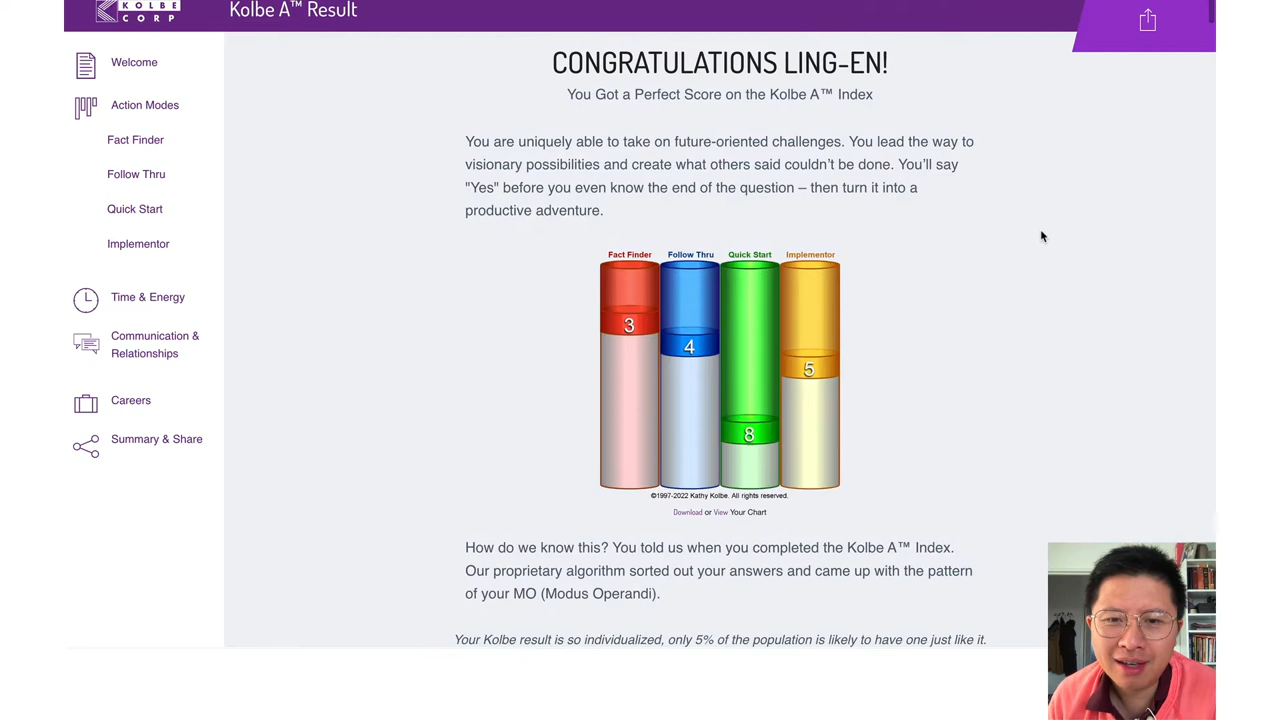 KOLBE
CORP
Kolbe A™ Result
Welcome
Action Modes
Fact Finder
Follow Thru
Quick Start
Implementor
Time & Energy
Communication &
Relationships
Careers
Summary & Share
CONGRATULATIONS LING-EN!
You Got a Perfect Score on the Kolbe A™ Index
You are uniquely able to take on future-oriented challenges. You lead the way to
visionary possibilities and create what others said couldn’t be done. You’ll say
"Yes" before you even know the end of the question – then turn it into a
productive adventure.
Fact Finder Follow Thru Quick Start Implementor
3
4
5
8
©1997-2022 Kathy Kolbe. All rights reserved.
Download or View Your Chart
How do we know this? You told us when you completed the Kolbe A™ Index.
Our proprietary algorithm sorted out your answers and came up with the pattern
of your MO (Modus Operandi).
Your Kolbe result is so individualized, only 5% of the population is likely to have one just like it.